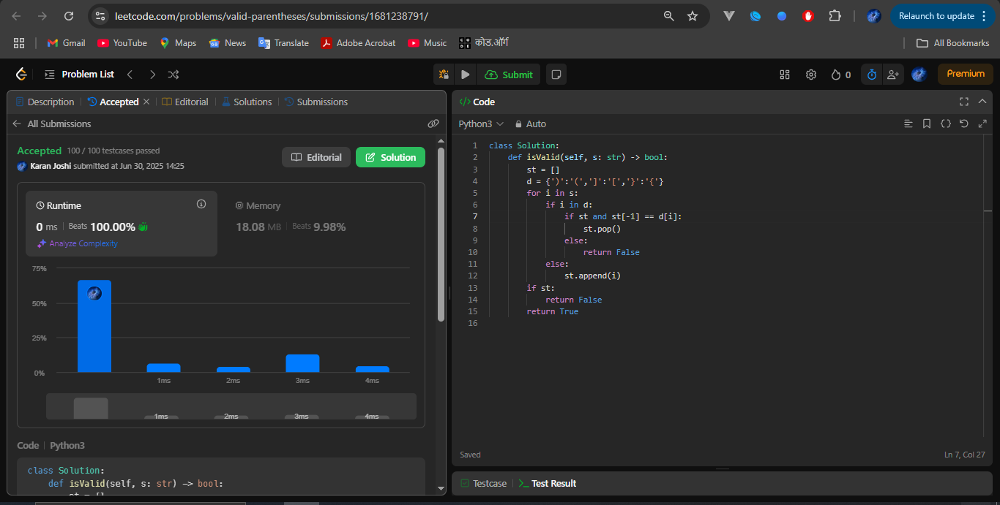 leetcode.com/problems/valid-parentheses/submissions/1681238791/
Relaunch to update
Gmail YouTube Maps News Translate Adobe Acrobat Music कोड.ऑर्ग All Bookmarks
Problem List Submit 0 Premium
Description Accepted Editorial Solutions Submissions
All Submissions
Accepted 100 / 100 testcases passed
Karan Joshi submitted at Jun 30, 2025 14:25
Editorial Solution
Runtime
0 ms Beats 100.00%
Analyze Complexity
Memory
18.08 MB Beats 9.98%
75%
50%
25%
0%
1ms 2ms 3ms 4ms
1ms 2ms 3ms 4ms
Code Python3
class Solution:
    def isValid(self, s: str) -> bool:
        st = []
</> Code
Python3 Auto
1 class Solution:
2     def isValid(self, s: str) -> bool:
3         st = []
4         d = {')':'(',']':'[','}':'{'}
5         for i in s:
6             if i in d:
7                 if st and st[-1] == d[i]:
8                     st.pop()
9                 else:
10                     return False
11             else:
12                 st.append(i)
13         if st:
14             return False
15         return True
16
Saved Ln 7, Col 27
Testcase >_ Test Result